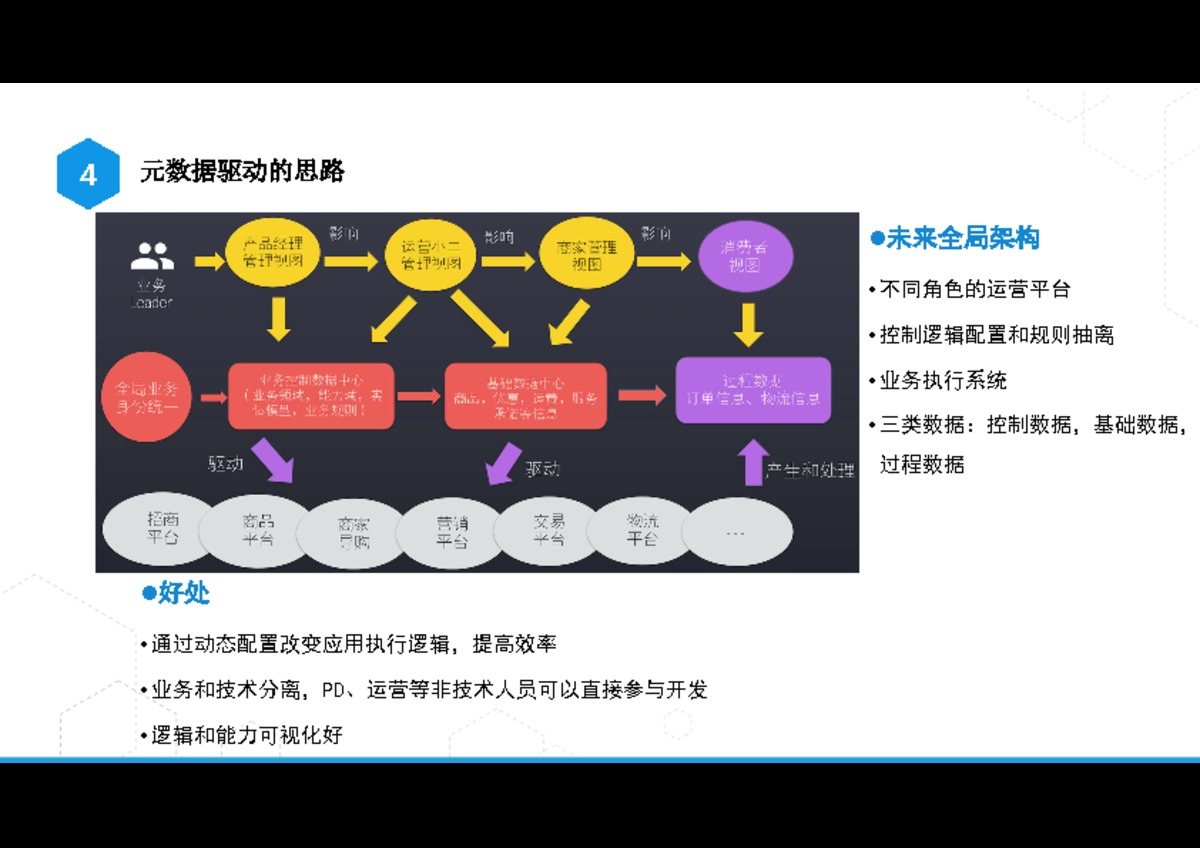 4
元数据驱动的思路
业务
Leader
产品经理
管理视图
影响
运营小二
管理视图
影响
商家管理
视图
影响
消费者
视图
全局业务
身份统一
业务控制数据中心
(业务领域,能力域,实
体模型,业务规则)
基础数据中心
商品,优惠,运费,服务
承诺等信息
过程数据
订单信息、物流信息
驱动
驱动
产生和处理
招商
平台
商品
平台
商家
导购
营销
平台
交易
平台
物流
平台
...
●未来全局架构
•不同角色的运营平台
•控制逻辑配置和规则抽离
•业务执行系统
•三类数据：控制数据，基础数据，
过程数据
●好处
•通过动态配置改变应用执行逻辑，提高效率
•业务和技术分离，PD、运营等非技术人员可以直接参与开发
•逻辑和能力可视化好